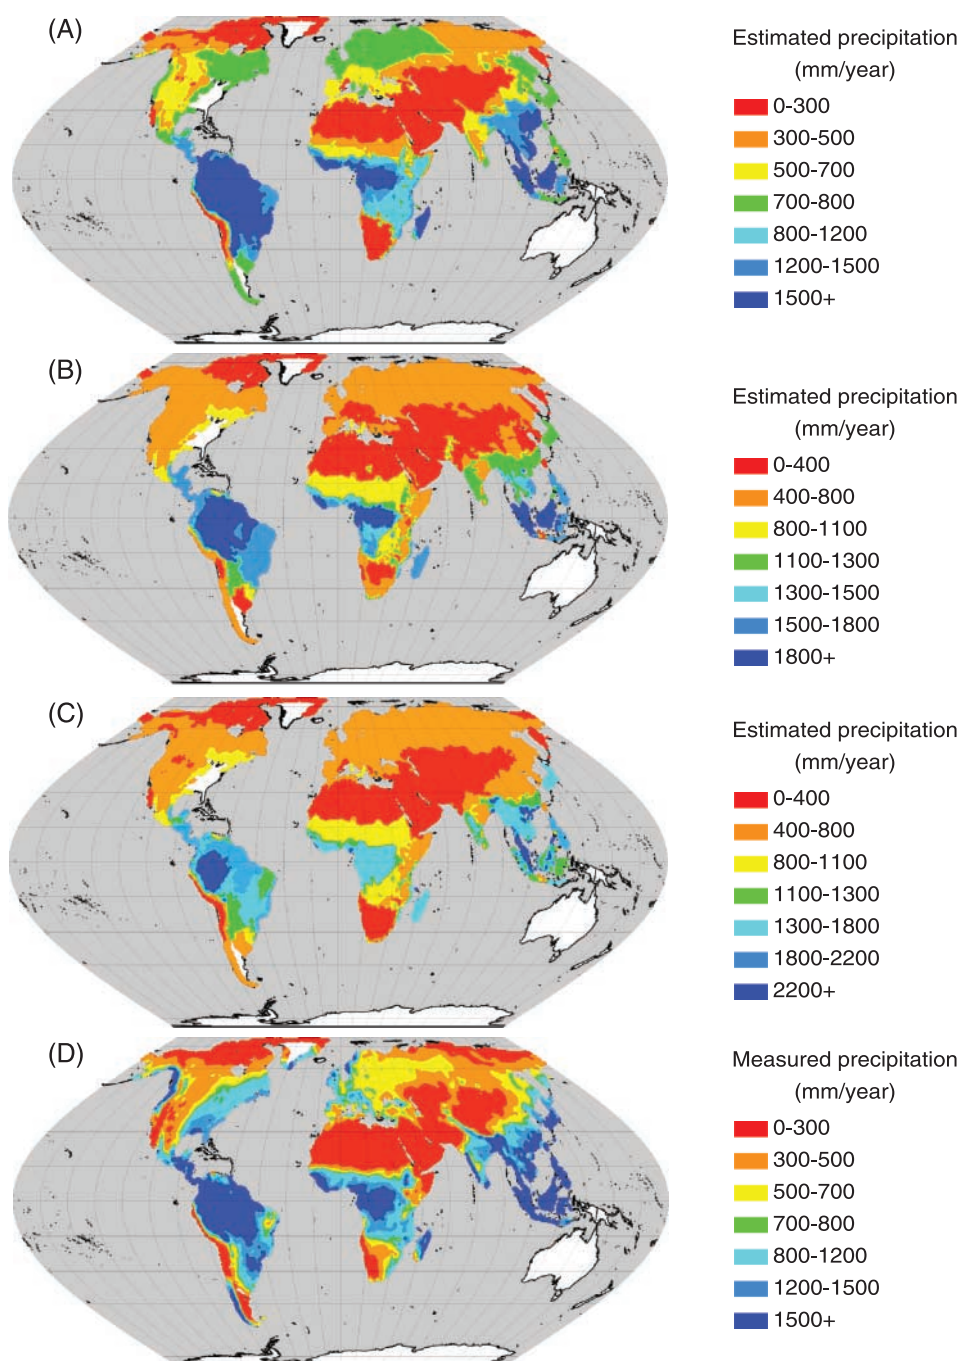 (A)
Estimated precipitation
(mm/year)
0-300
300-500
500-700
700-800
800-1200
1200-1500
1500+
(B)
Estimated precipitation
(mm/year)
0-400
400-800
800-1100
1100-1300
1300-1500
1500-1800
1800+
(C)
Estimated precipitation
(mm/year)
0-400
400-800
800-1100
1100-1300
1300-1800
1800-2200
2200+
(D)
Measured precipitation
(mm/year)
0-300
300-500
500-700
700-800
800-1200
1200-1500
1500+